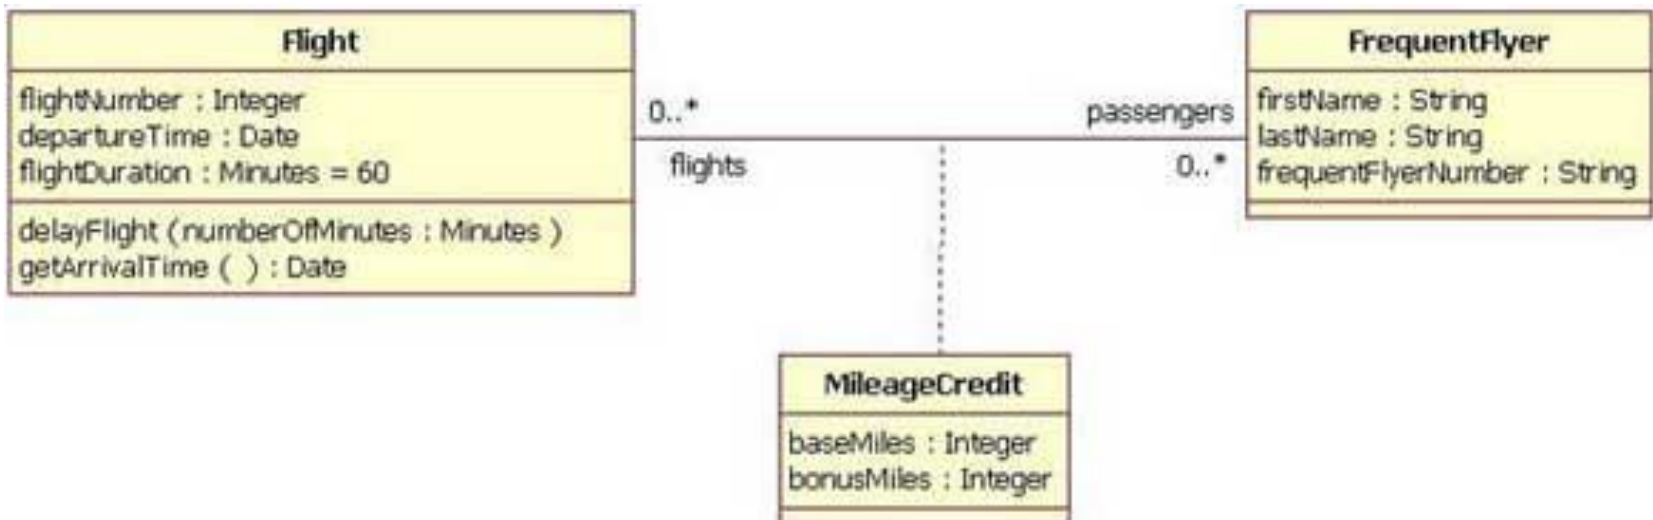 Flight
flightNumber : Integer
departureTime : Date
flightDuration : Minutes = 60
delayFlight ( numberOfMinutes : Minutes )
getArrivalTime ( ) : Date
0..*
flights
passengers
0..*
FrequentFlyer
firstName : String
lastName : String
frequentFlyerNumber : String
MileageCredit
baseMiles : Integer
bonusMiles : Integer